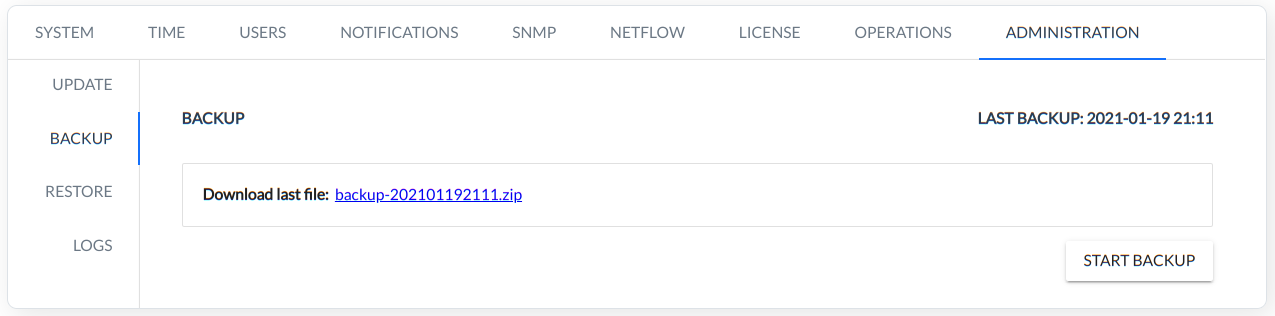 SYSTEM TIME USERS NOTIFICATIONS SNMP NETFLOW LICENSE OPERATIONS ADMINISTRATION
UPDATE
BACKUP
RESTORE
LOGS
BACKUP LAST BACKUP: 2021-01-19 21:11
Download last file: backup-202101192111.zip
START BACKUP